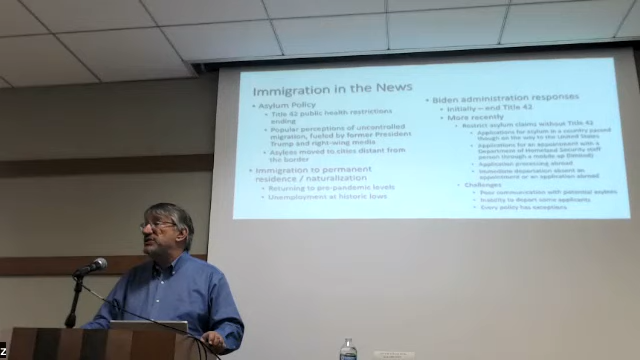 Immigration in the News
• Asylum Policy
– Title 42 public health restrictions
ending
– Popular perceptions of uncontrolled
migration, fueled by former President
Trump and right-wing media
– Asylees moved to cities distant from
the border
• Immigration to permanent
residence / naturalization
– Returning to pre-pandemic levels
– Unemployment at historic lows
• Biden administration responses
– Initially – end Title 42
– More recently
• Restrict asylum claims without Title 42
– Applications for asylum in a country passed
through on the way to the United States
– Applications for an appointment with a
Department of Homeland Security staff
person through a mobile app
– Application processing abroad
– Immediate deportation absent an
appointment or an application abroad
• Challenges
– Poor communication with potential asylees
– Inability to deport some applicants
– Every policy has exceptions
Z